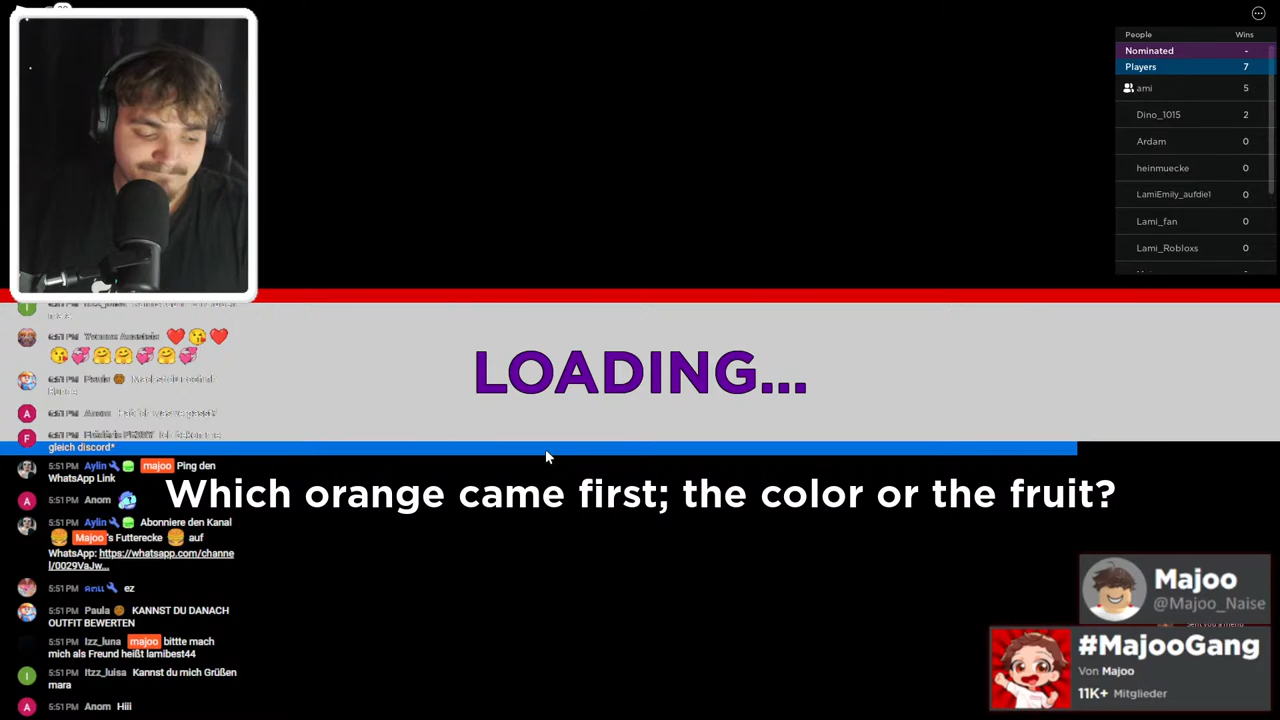 People Wins
Nominated -
Players 7
ami 5
Dino_1015 2
Ardam 0
heinmuecke 0
LamiEmily_aufdie1 0
Lami_fan 0
Lami_Robloxs 0
LOADING...
Which orange came first; the color or the fruit?
gleich discord*
5:51 PM Aylin majoo Ping den
WhatsApp Link
5:51 PM Anom
5:51 PM Aylin Abonniere den Kanal
Majoo's Futterecke auf
WhatsApp: https://whatsapp.com/channe
l/0029VaJw...
5:51 PM ez
5:51 PM Paula KANNST DU DANACH
OUTFIT BEWERTEN
5:51 PM Izz_luna majoo bittte mach
mich als Freund heißt lamibest44
5:51 PM Itzz_luisa Kannst du mich Grüßen
mara
5:51 PM Anom Hiii
Majoo
@Majoo_Naise
#MajooGang
Von Majoo
11K+ Mitglieder